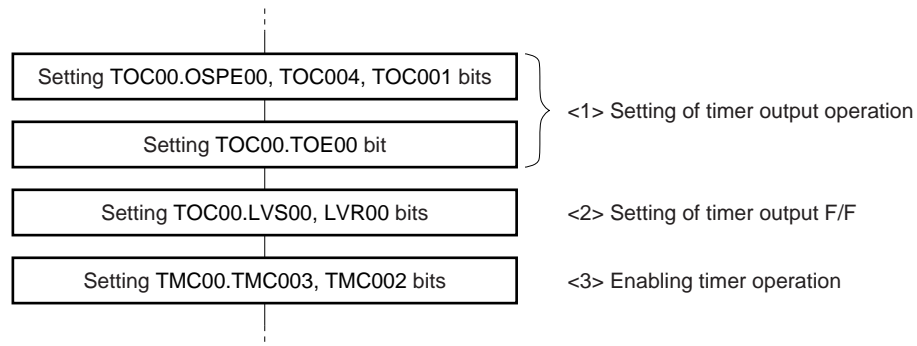 Setting TOC00.OSPE00, TOC004, TOC001 bits
<1> Setting of timer output operation
Setting TOC00.TOE00 bit
Setting TOC00.LVS00, LVR00 bits
<2> Setting of timer output F/F
Setting TMC00.TMC003, TMC002 bits
<3> Enabling timer operation